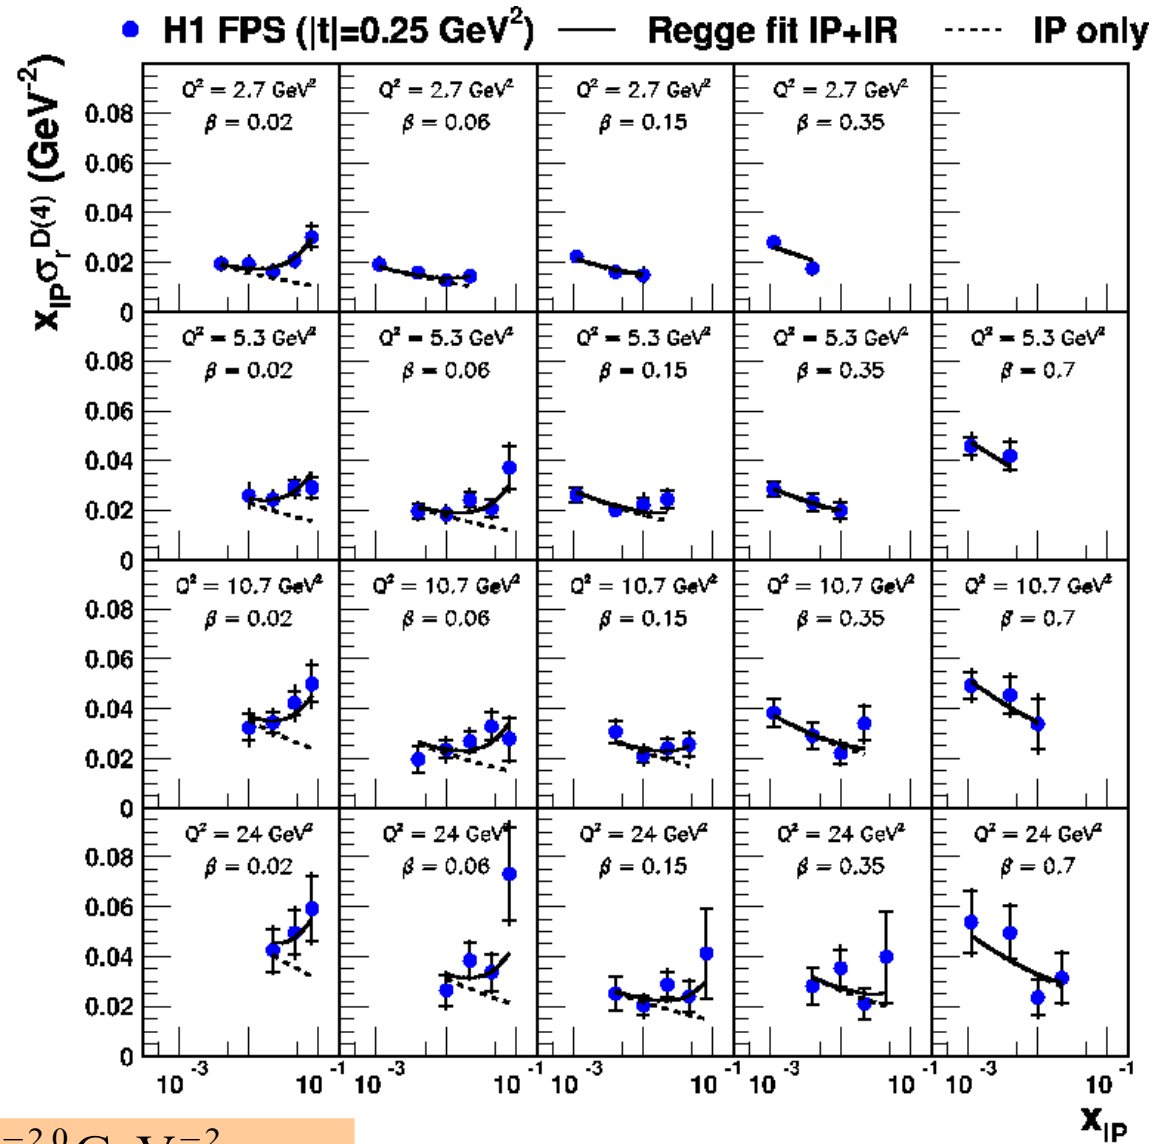 H1 FPS (|t|=0.25 GeV²) Regge fit IP+IR IP only
x_IP σ_r^D(4) (GeV⁻²)
Q² = 2.7 GeV² Q² = 2.7 GeV² Q² = 2.7 GeV² Q² = 2.7 GeV²
β = 0.02 β = 0.06 β = 0.15 β = 0.35
0.08
0.06
0.04
0.02
0
Q² = 5.3 GeV² Q² = 5.3 GeV² Q² = 5.3 GeV² Q² = 5.3 GeV² Q² = 5.3 GeV²
β = 0.02 β = 0.06 β = 0.15 β = 0.35 β = 0.7
0.08
0.06
0.04
0.02
0
Q² = 10.7 GeV² Q² = 10.7 GeV² Q² = 10.7 GeV² Q² = 10.7 GeV² Q² = 10.7 GeV²
β = 0.02 β = 0.06 β = 0.15 β = 0.35 β = 0.7
0.08
0.06
0.04
0.02
0
Q² = 24 GeV² Q² = 24 GeV² Q² = 24 GeV² Q² = 24 GeV² Q² = 24 GeV²
β = 0.02 β = 0.06 β = 0.15 β = 0.35 β = 0.7
0.08
0.06
0.04
0.02
0
10⁻³ 10⁻¹ 10⁻³ 10⁻¹ 10⁻³ 10⁻¹ 10⁻³ 10⁻¹ 10⁻³ 10⁻¹
x_IP